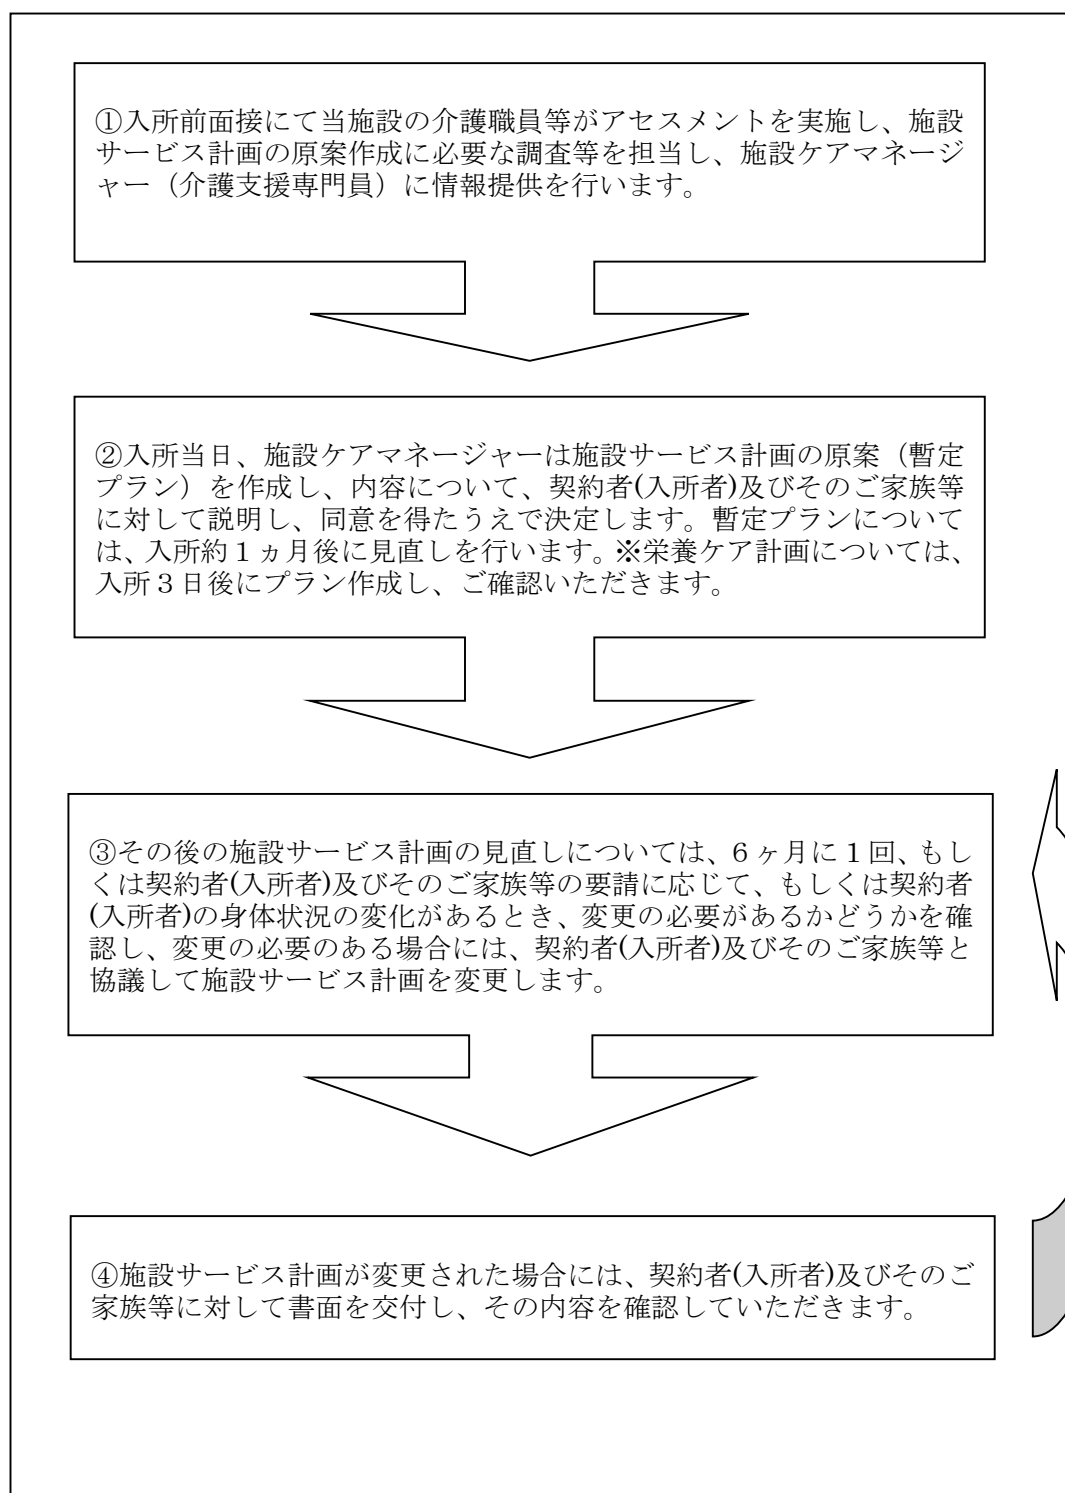 ①入所前面接にて当施設の介護職員等がアセスメントを実施し、施設
サービス計画の原案作成に必要な調査等を担当し、施設ケアマネージ
ャー（介護支援専門員）に情報提供を行います。
②入所当日、施設ケアマネージャーは施設サービス計画の原案（暫定
プラン）を作成し、内容について、契約者(入所者)及びそのご家族等
に対して説明し、同意を得たうえで決定します。暫定プランについて
は、入所約１ヵ月後に見直しを行います。※栄養ケア計画については、
入所３日後にプラン作成し、ご確認いただきます。
③その後の施設サービス計画の見直しについては、６ヶ月に１回、もし
くは契約者(入所者)及びそのご家族等の要請に応じて、もしくは契約者
(入所者)の身体状況の変化があるとき、変更の必要があるかどうかを確
認し、変更の必要のある場合には、契約者(入所者)及びそのご家族等と
協議して施設サービス計画を変更します。
④施設サービス計画が変更された場合には、契約者(入所者)及びそのご
家族等に対して書面を交付し、その内容を確認していただきます。